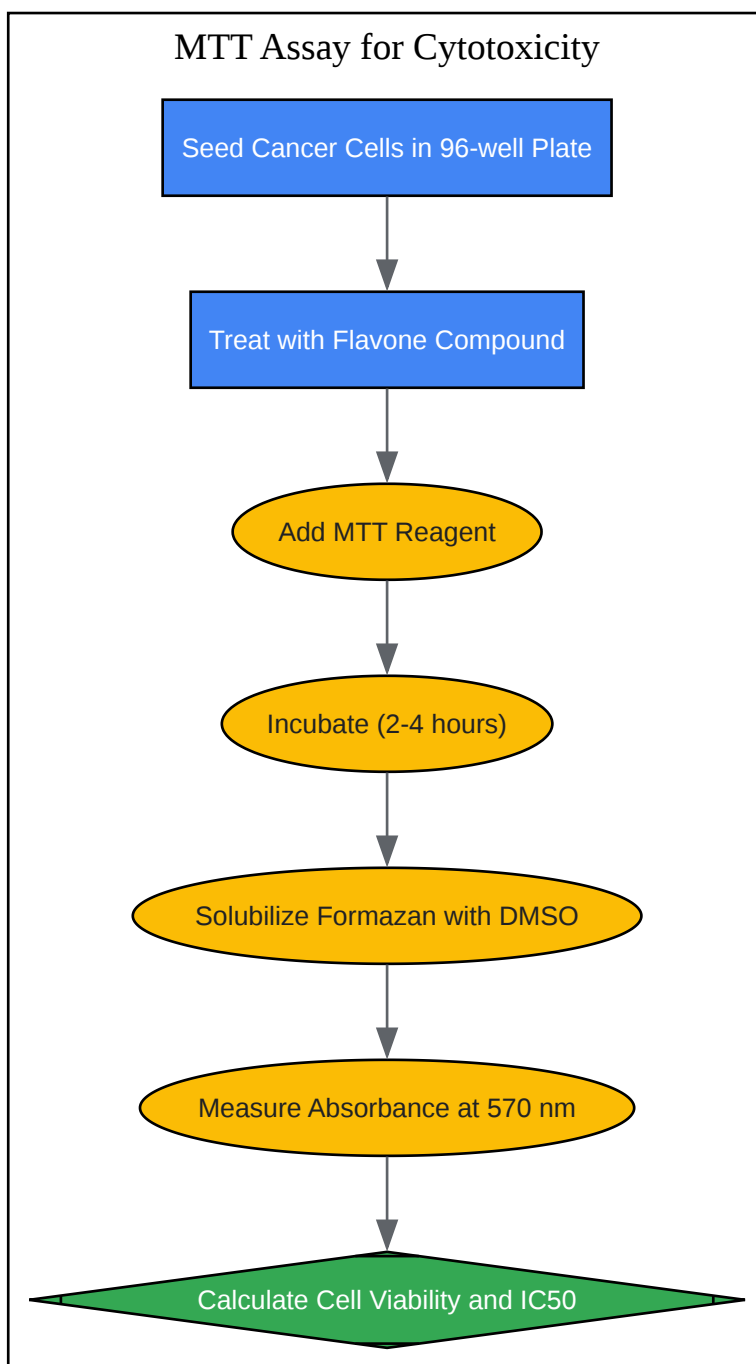 MTT Assay for Cytotoxicity
Seed Cancer Cells in 96-well Plate
Treat with Flavone Compound
Add MTT Reagent
Incubate (2-4 hours)
Solubilize Formazan with DMSO
Measure Absorbance at 570 nm
Calculate Cell Viability and IC50